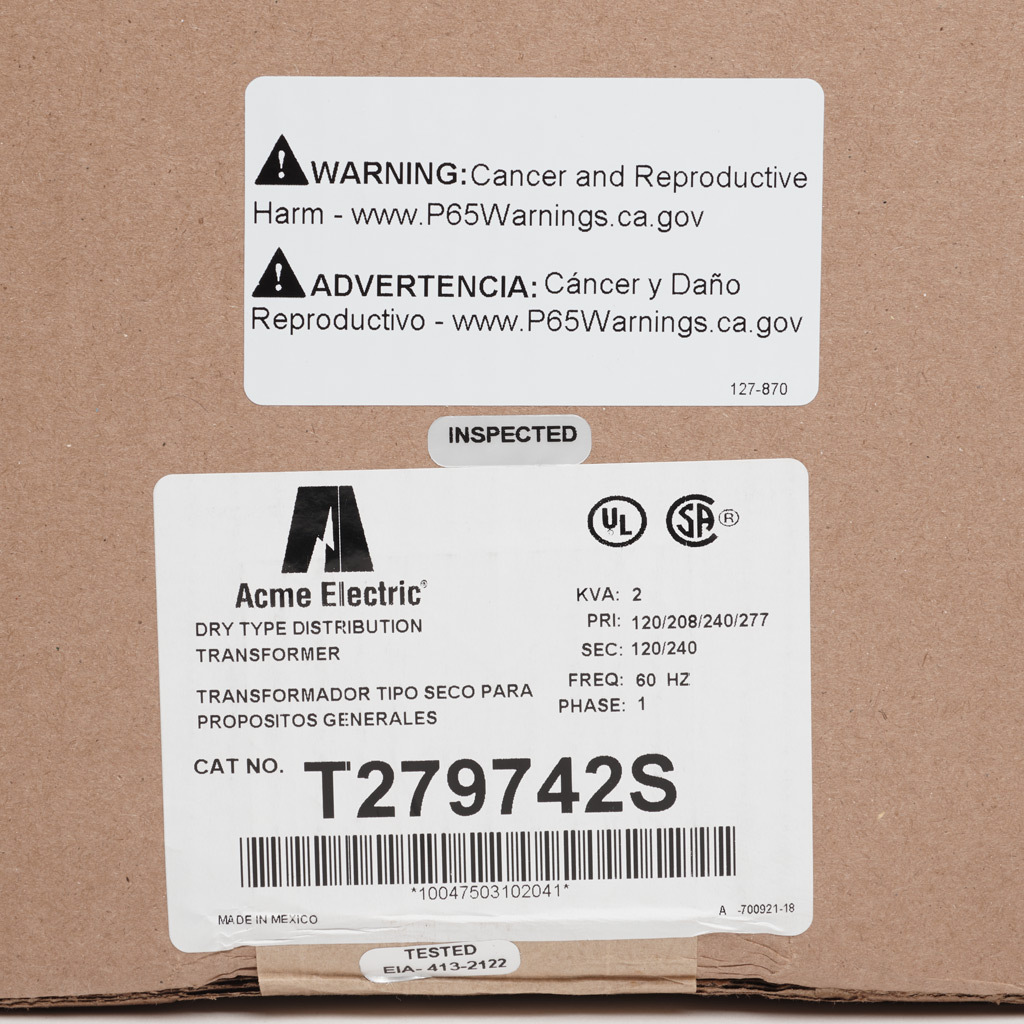 WARNING: Cancer and Reproductive
Harm - www.P65Warnings.ca.gov
ADVERTENCIA: Cáncer y Daño
Reproductivo - www.P65Warnings.ca.gov
127-870
INSPECTED
UL SA ®
Acme Electric®
DRY TYPE DISTRIBUTION
TRANSFORMER
TRANSFORMADOR TIPO SECO PARA
PROPOSITOS GENERALES
KVA: 2
PRI: 120/208/240/277
SEC: 120/240
FREQ: 60 HZ
PHASE: 1
CAT NO. T279742S
*10047503102041*
MADE IN MEXICO
A -700921-18
TESTED
EIA- 413-2122